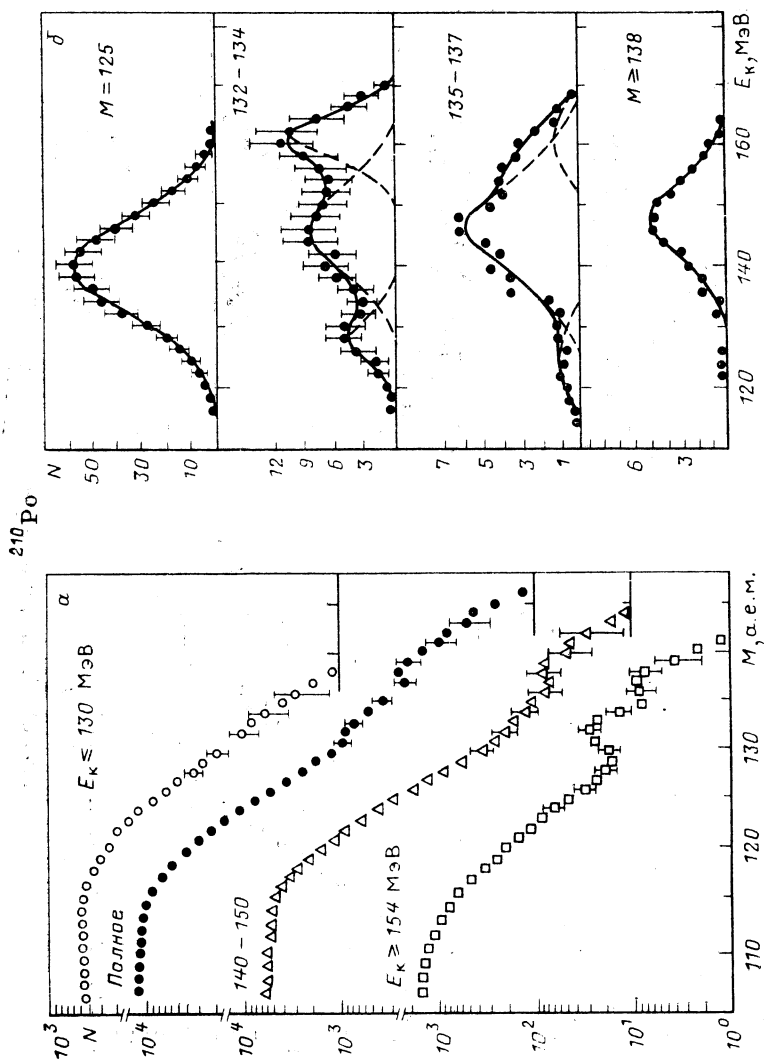 ²¹⁰Po
а
N
10³
10⁴
10⁴
10³
10³
10²
10¹
10⁰
E_к ≤ 130 МэВ
Полное
140 – 150
E_к ≥ 154 МэВ
110
120
130
M, а.е.м.
б
N
50
30
10
M = 125
12
9
6
3
132 – 134
7
5
3
1
135 – 137
6
3
M ≥ 138
120
140
160
E_к, МэВ